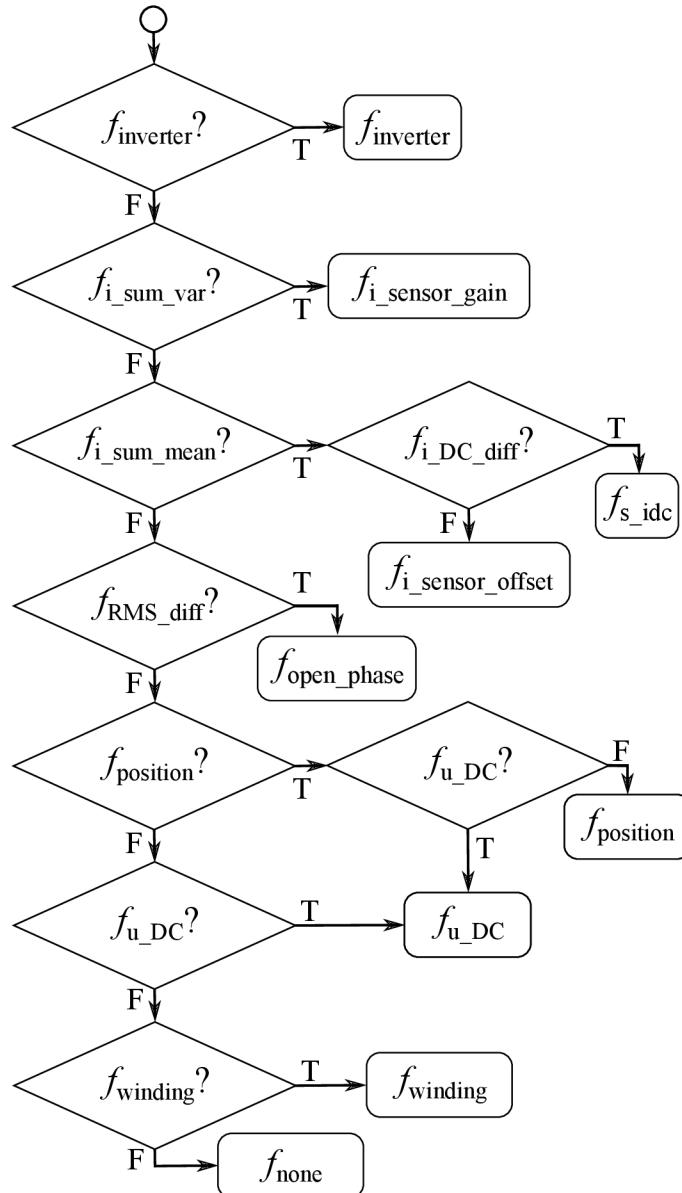 f_inverter?
T
f_inverter
F
f_i_sum_var?
T
f_i_sensor_gain
F
f_i_sum_mean?
T
f_i_DC_diff?
T
f_s_idc
F
F
f_i_sensor_offset
f_RMS_diff?
T
f_open_phase
F
f_position?
T
f_u_DC?
F
f_position
F
T
f_u_DC?
T
f_u_DC
F
f_winding?
T
f_winding
F
f_none